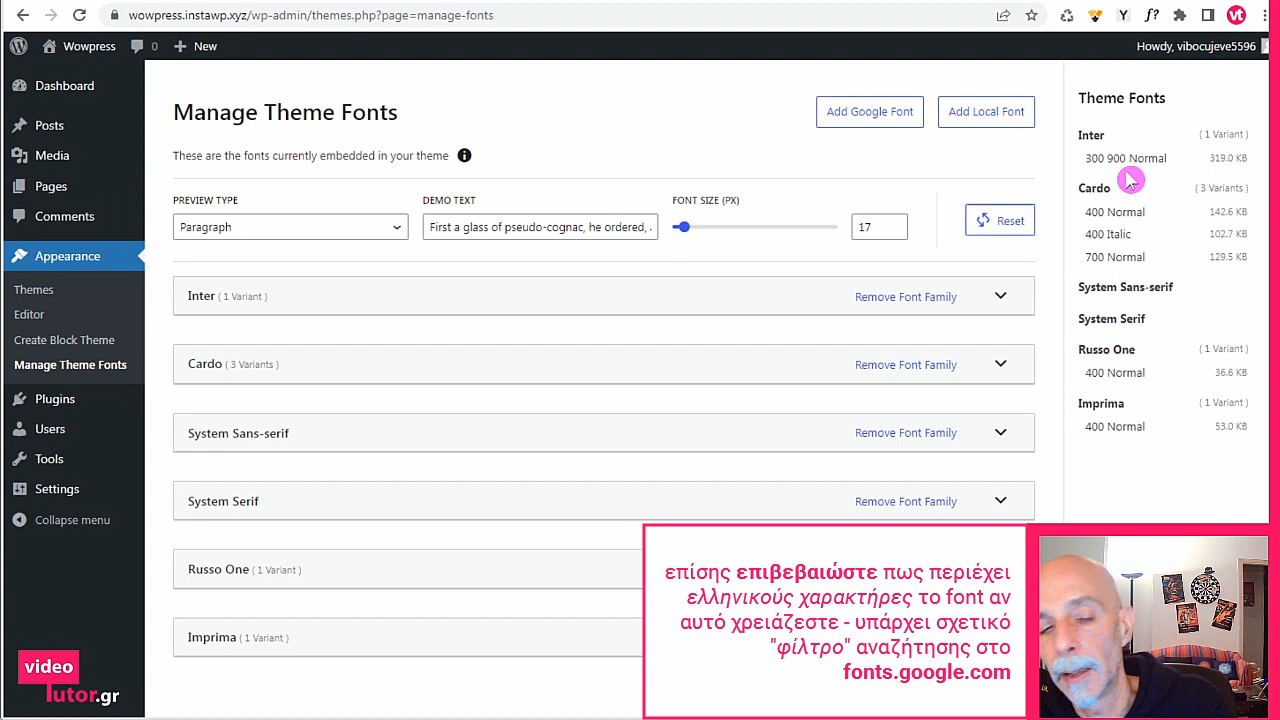 wowpress.instawp.xyz/wp-admin/themes.php?page=manage-fonts
Y
f?
vt
Wowpress
0
New
Howdy, vibocujeve5596
Dashboard
Posts
Media
Pages
Comments
Appearance
Themes
Editor
Create Block Theme
Manage Theme Fonts
Plugins
Users
Tools
Settings
Collapse menu
Manage Theme Fonts
Add Google Font
Add Local Font
These are the fonts currently embedded in your theme
PREVIEW TYPE
DEMO TEXT
FONT SIZE (PX)
Paragraph
First a glass of pseudo-cognac, he ordered, .
17
Reset
Inter ( 1 Variant )
Remove Font Family
Cardo ( 3 Variants )
Remove Font Family
System Sans-serif
Remove Font Family
System Serif
Remove Font Family
Russo One ( 1 Variant )
Imprima ( 1 Variant )
Theme Fonts
Inter ( 1 Variant )
300 900 Normal 319.0 KB
Cardo ( 3 Variants )
400 Normal 142.6 KB
400 Italic 102.7 KB
700 Normal 129.5 KB
System Sans-serif
System Serif
Russo One ( 1 Variant )
400 Normal 36.6 KB
Imprima ( 1 Variant )
400 Normal 53.0 KB
επίσης επιβεβαιώστε πως περιέχει
ελληνικούς χαρακτήρες το font αν
αυτό χρειάζεστε - υπάρχει σχετικό
"φίλτρο" αναζήτησης στο
fonts.google.com
video
lutor.gr